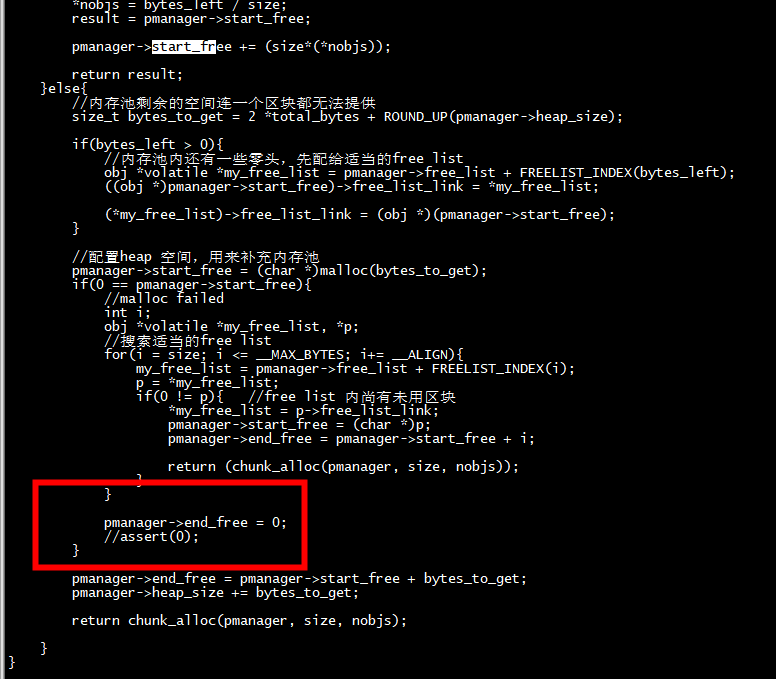 *nobjs = bytes_left / size;
result = pmanager->start_free;
pmanager->start_free += (size*(*nobjs));
return result;
}else{
//内存池剩余的空间连一个区块都无法提供
size_t bytes_to_get = 2 *total_bytes + ROUND_UP(pmanager->heap_size);
if(bytes_left > 0){
//内存池内还有一些零头，先配给适当的free list
obj *volatile *my_free_list = pmanager->free_list + FREELIST_INDEX(bytes_left);
((obj *)pmanager->start_free)->free_list_link = *my_free_list;
(*my_free_list)->free_list_link = (obj *)(pmanager->start_free);
}
//配置heap 空间，用来补充内存池
pmanager->start_free = (char *)malloc(bytes_to_get);
if(0 == pmanager->start_free){
//malloc failed
int i;
obj *volatile *my_free_list, *p;
//搜索适当的free list
for(i = size; i <= __MAX_BYTES; i+= __ALIGN){
my_free_list = pmanager->free_list + FREELIST_INDEX(i);
p = *my_free_list;
if(0 != p){ //free list 内尚有未用区块
*my_free_list = p->free_list_link;
pmanager->start_free = (char *)p;
pmanager->end_free = pmanager->start_free + i;
return (chunk_alloc(pmanager, size, nobjs));
}
}
pmanager->end_free = 0;
//assert(0);
}
pmanager->end_free = pmanager->start_free + bytes_to_get;
pmanager->heap_size += bytes_to_get;
return chunk_alloc(pmanager, size, nobjs);
}
}